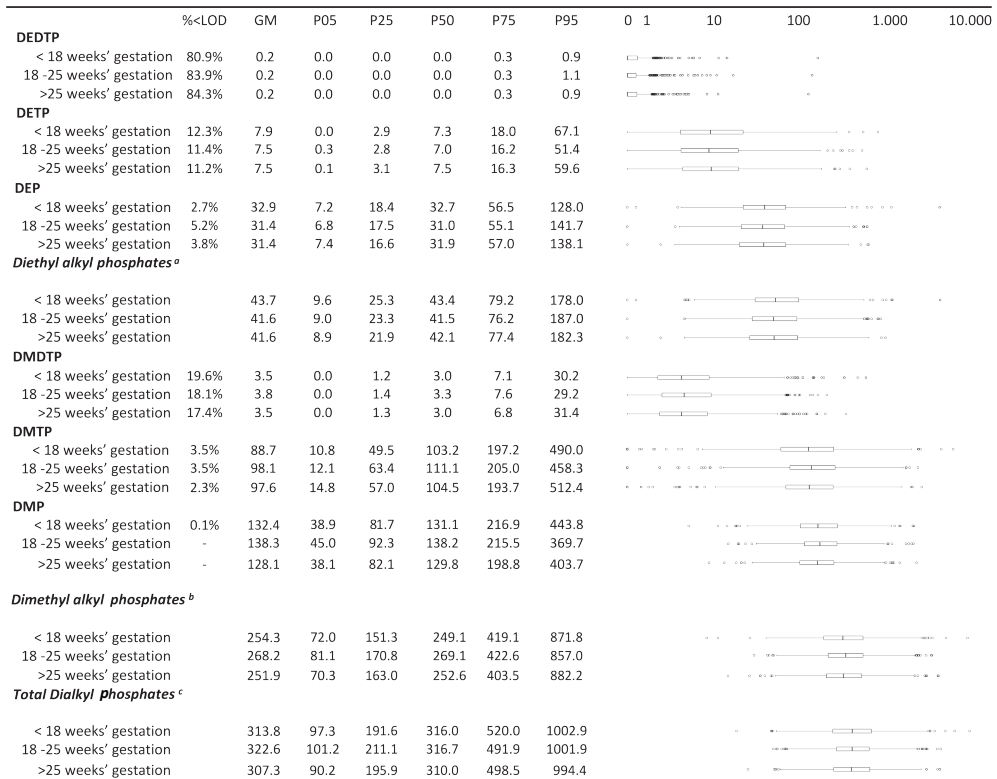 %<LOD GM P05 P25 P50 P75 P95 0 1 10 100 1.000 10.000
DEDTP
< 18 weeks' gestation 80.9% 0.2 0.0 0.0 0.0 0.3 0.9
18 -25 weeks' gestation 83.9% 0.2 0.0 0.0 0.0 0.3 1.1
>25 weeks' gestation 84.3% 0.2 0.0 0.0 0.0 0.3 0.9
DETP
< 18 weeks' gestation 12.3% 7.9 0.0 2.9 7.3 18.0 67.1
18 -25 weeks' gestation 11.4% 7.5 0.3 2.8 7.0 16.2 51.4
>25 weeks' gestation 11.2% 7.5 0.1 3.1 7.5 16.3 59.6
DEP
< 18 weeks' gestation 2.7% 32.9 7.2 18.4 32.7 56.5 128.0
18 -25 weeks' gestation 5.2% 31.4 6.8 17.5 31.0 55.1 141.7
>25 weeks' gestation 3.8% 31.4 7.4 16.6 31.9 57.0 138.1
Diethyl alkyl phosphates a
< 18 weeks' gestation 43.7 9.6 25.3 43.4 79.2 178.0
18 -25 weeks' gestation 41.6 9.0 23.3 41.5 76.2 187.0
>25 weeks' gestation 41.6 8.9 21.9 42.1 77.4 182.3
DMDTP
< 18 weeks' gestation 19.6% 3.5 0.0 1.2 3.0 7.1 30.2
18 -25 weeks' gestation 18.1% 3.8 0.0 1.4 3.3 7.6 29.2
>25 weeks' gestation 17.4% 3.5 0.0 1.3 3.0 6.8 31.4
DMTP
< 18 weeks' gestation 3.5% 88.7 10.8 49.5 103.2 197.2 490.0
18 -25 weeks' gestation 3.5% 98.1 12.1 63.4 111.1 205.0 458.3
>25 weeks' gestation 2.3% 97.6 14.8 57.0 104.5 193.7 512.4
DMP
< 18 weeks' gestation 0.1% 132.4 38.9 81.7 131.1 216.9 443.8
18 -25 weeks' gestation - 138.3 45.0 92.3 138.2 215.5 369.7
>25 weeks' gestation - 128.1 38.1 82.1 129.8 198.8 403.7
Dimethyl alkyl phosphates b
< 18 weeks' gestation 254.3 72.0 151.3 249.1 419.1 871.8
18 -25 weeks' gestation 268.2 81.1 170.8 269.1 422.6 857.0
>25 weeks' gestation 251.9 70.3 163.0 252.6 403.5 882.2
Total Dialkyl phosphates c
< 18 weeks' gestation 313.8 97.3 191.6 316.0 520.0 1002.9
18 -25 weeks' gestation 322.6 101.2 211.1 316.7 491.9 1001.9
>25 weeks' gestation 307.3 90.2 195.9 310.0 498.5 994.4